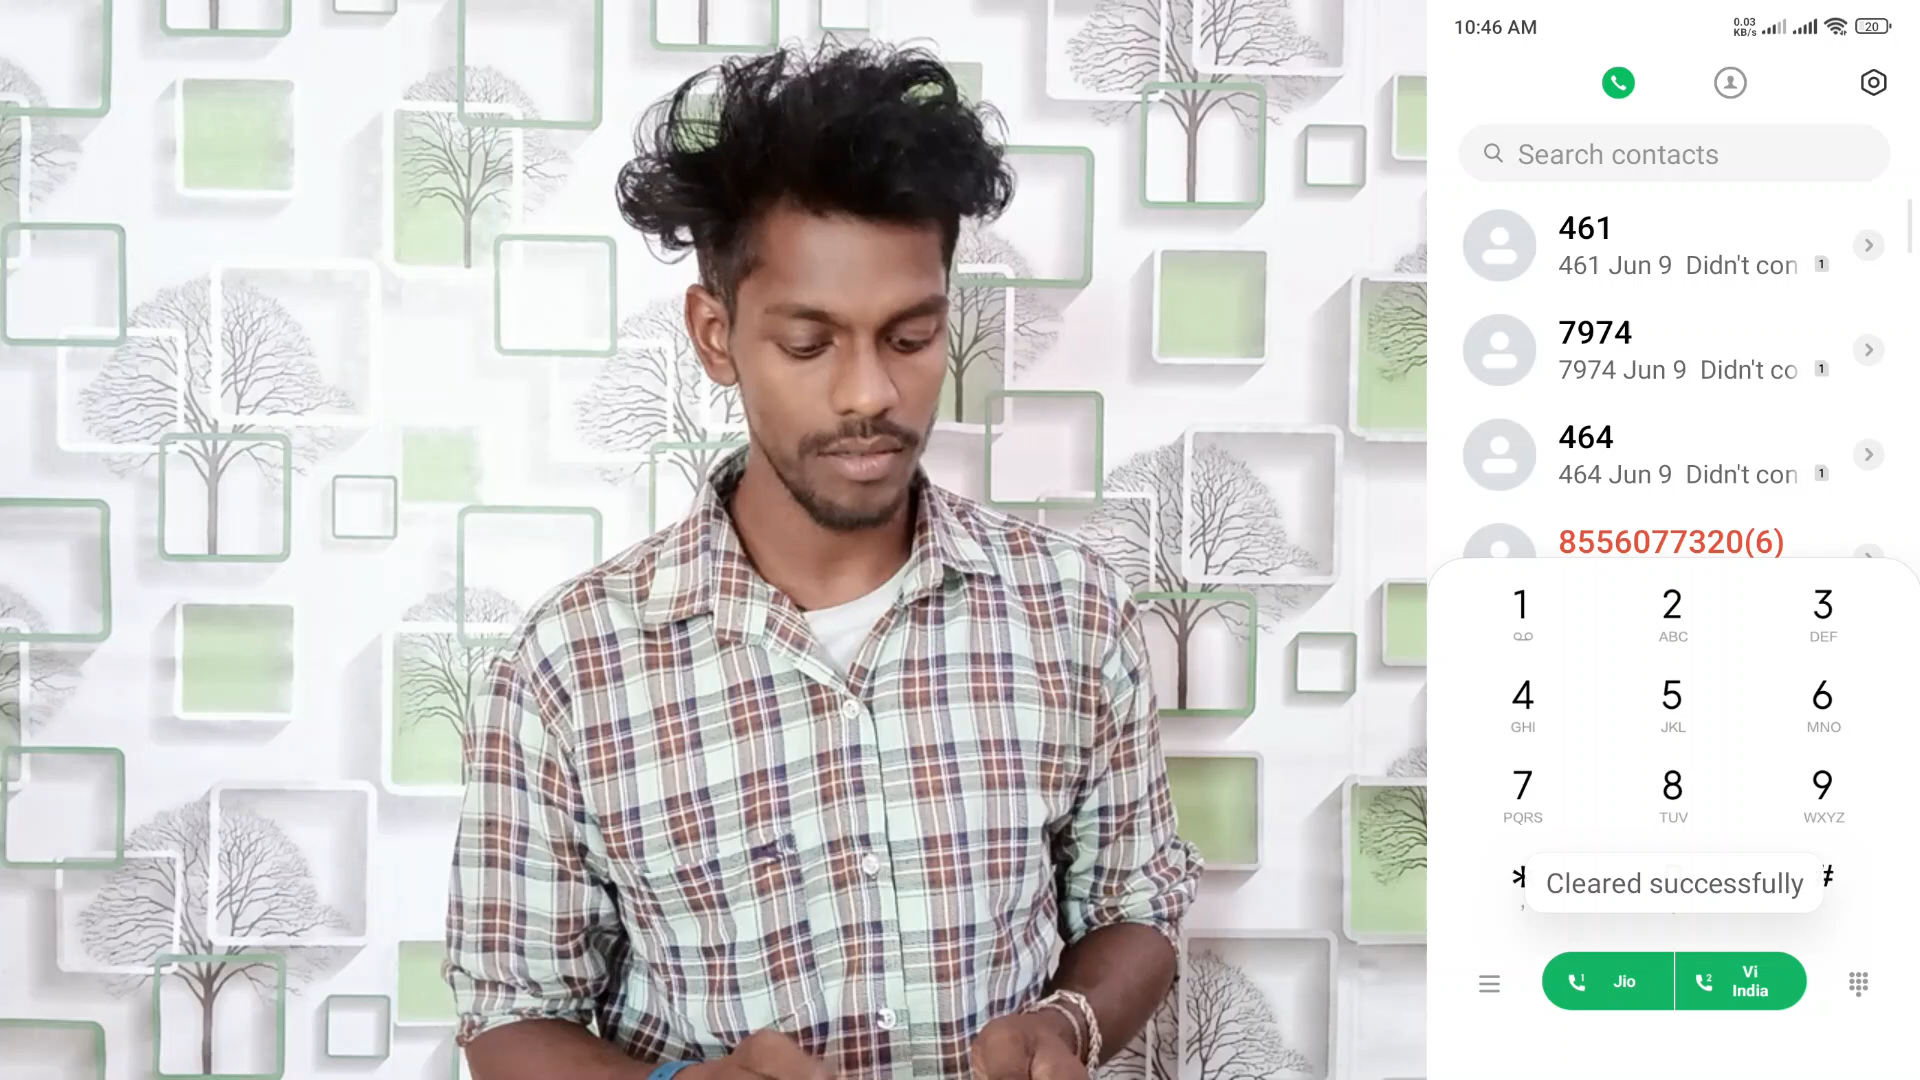 10:46 AM
0.03
KB/s
20
Search contacts
461
461 Jun 9 Didn't con 1
7974
7974 Jun 9 Didn't co 1
464
464 Jun 9 Didn't con 1
8556077320(6)
1 2 3
ABC DEF
4 5 6
GHI JKL MNO
7 8 9
PQRS TUV WXYZ
* #
,
Cleared successfully
1 Jio 2 Vi
India